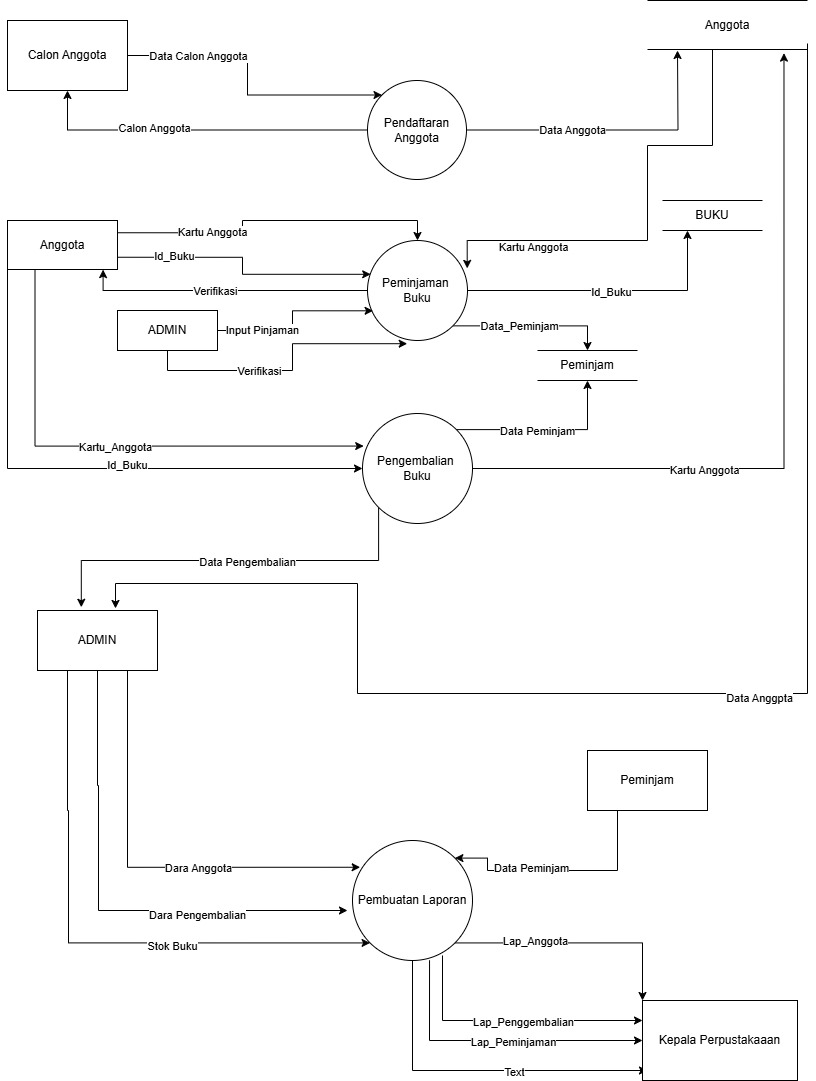 Anggota
Calon Anggota
Data Calon Anggota
Pendaftaran
Anggota
Calon Anggota
Data Anggota
BUKU
Anggota
Kartu Anggota
Kartu Anggota
Id_Buku
Peminjaman
Buku
Verifikasi
Id_Buku
ADMIN
Input Pinjaman
Data_Peminjam
Verifikasi
Peminjam
Data Peminjam
Kartu_Anggota
Id_Buku
Pengembalian
Buku
Kartu Anggota
Data Pengembalian
ADMIN
Data Anggpta
Peminjam
Dara Anggota
Data Peminjam
Pembuatan Laporan
Dara Pengembalian
Stok Buku
Lap_Anggota
Lap_Penggembalian
Lap_Peminjaman
Kepala Perpustakaaan
Text